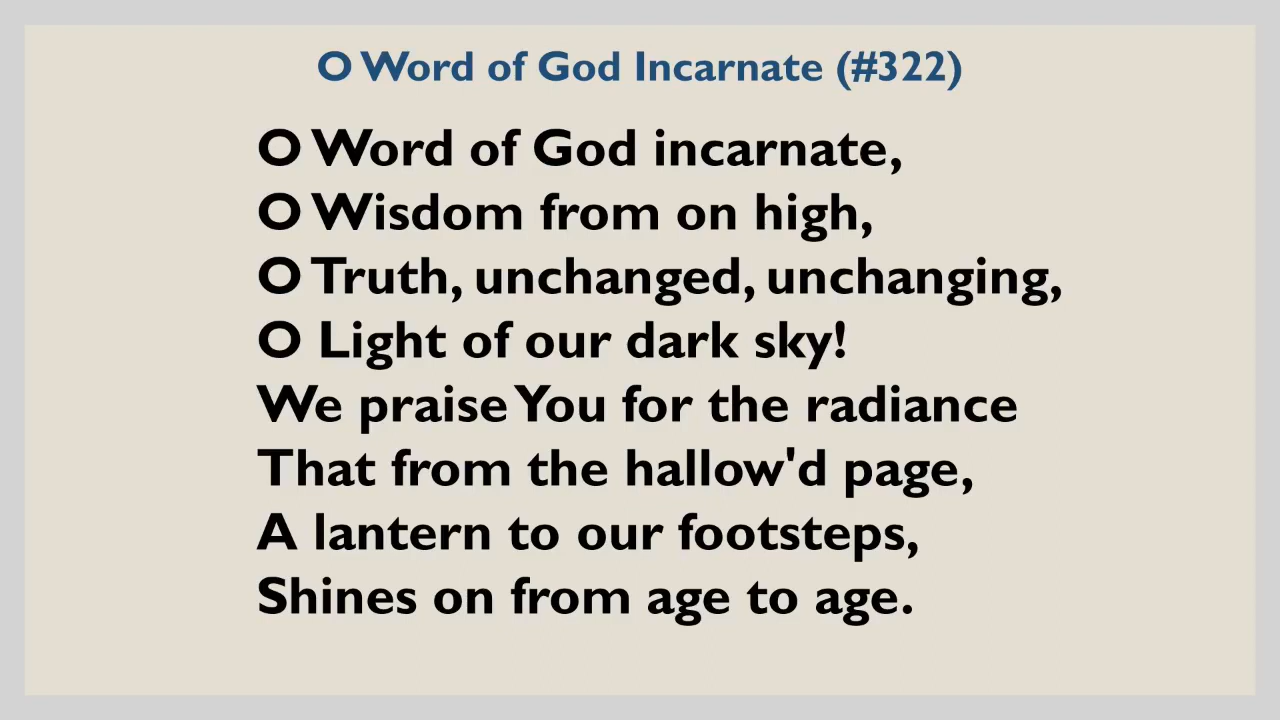 O Word of God Incarnate (#322)
O Word of God incarnate,
O Wisdom from on high,
O Truth, unchanged, unchanging,
O Light of our dark sky!
We praise You for the radiance
That from the hallow'd page,
A lantern to our footsteps,
Shines on from age to age.